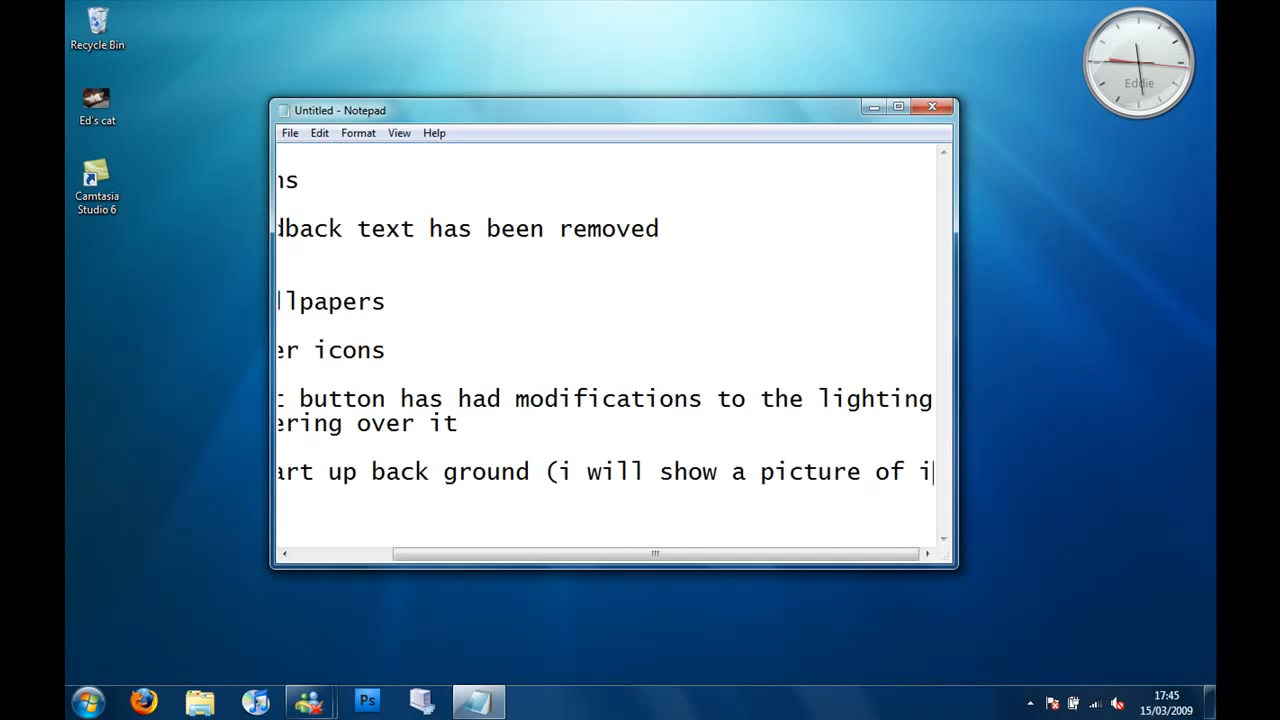 Recycle Bin
Ed's cat
Camtasia
Studio 6
Eddie
Untitled - Notepad
File Edit Format View Help
ns
dback text has been removed
llpapers
er icons
t button has had modifications to the lighting
ering over it
art up back ground (i will show a picture of i
Ps
17:45
15/03/2009